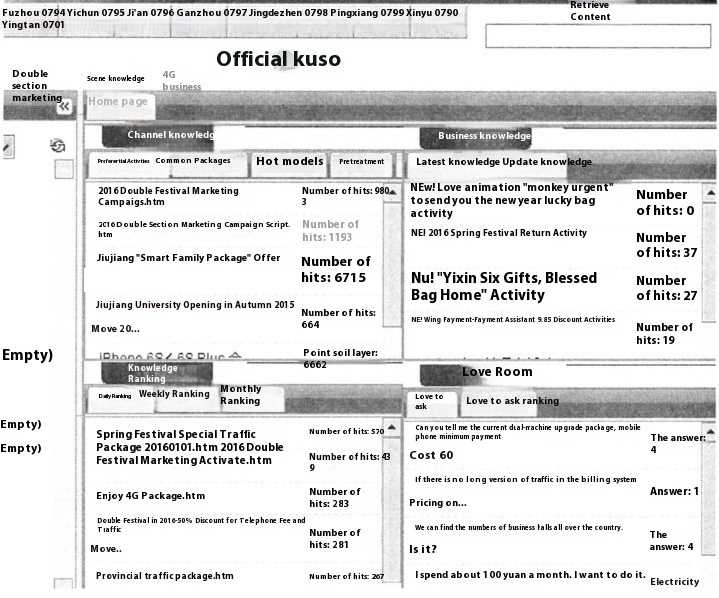 Fuzhou 0794 Yichun 0795 Ji'an 0796 Ganzhou 0797 Jingdezhen 0798 Pingxiang 0799 Xinyu 0790
Yingtan 0701
Retrieve
Content
Official kuso
Double
section
marketing
Scene knowledge
4G
business
Home page
Channel knowledg
Business knowledge
Preferential Activities
Common Packages
Hot models
Pretreatment
Latest knowledge Update knowledge
2016 Double Festival Marketing
Campaigs.htm
Number of hits: 980
3
2016 Double Section Marketing Campaign Script.
htm
Number of
hits: 1193
Jiujiang "Smart Family Package" Offer
Number of
hits: 6715
Jiujiang University Opening in Autumn 2015
Number of hits:
664
Move 20...
iPhone 6S/ 6S Plus
Point soil layer:
6662
NEw! Love animation "monkey urgent"
to send you the new year lucky bag
activity
Number
of hits: 0
NE! 2016 Spring Festival Return Activity
Number
of hits: 37
Nu! "Yixin Six Gifts, Blessed
Bag Home" Activity
Number
of hits: 27
NE! Wing Fayment-Fayment Assistant 9.85 Discount Activities
Number of
hits: 19
Empty)
Empty)
Empty)
Knowledge
Ranking
Daily Ranking
Weekly Ranking
Monthly
Ranking
Spring Festival Special Traffic
Package 20160101.htm 2016 Double
Festival Marketing Activate.htm
Number of hits: 570
Number of hits: 43
9
Enjoy 4G Package.htm
Number of
hits: 283
Double Festival in 2016-50% Discount for Telephone Fee and
Traffic
Number of
hits: 281
Move..
Provincial traffic package.htm
Number of hits: 267
Love Room
Love to
ask
Love to ask ranking
Can you tell me the current dual-machine upgrade package, mobile
phone minimum payment
The answer:
4
Cost 60
If there is no long version of traffic in the billing system
Answer: 1
Pricing on...
We can find the numbers of business halls all over the country.
The
answer: 4
Is it?
I spend about 100 yuan a month. I want to do it.
Electricity